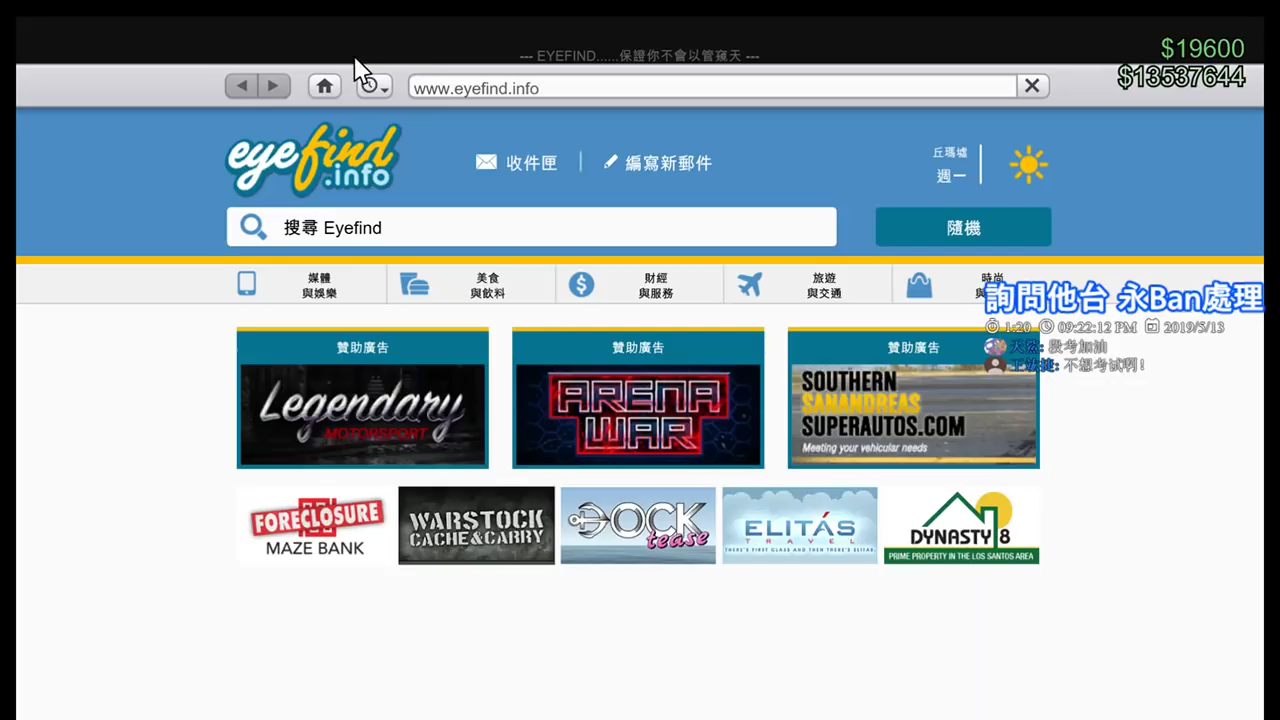 --- EYEFIND......保證你不會以管窺天 ---
$19600
$13537644
www.eyefind.info
eyefind
.info
收件匣
編寫新郵件
丘瑪墟
週一
搜尋 Eyefind
隨機
媒體
與娛樂
美食
與飲料
財經
與服務
旅遊
與交通
時尚
詢問他台 永Ban處理
1:20 09:22:12 PM 2019/5/13
段考加油
不想考试啊!
贊助廣告
贊助廣告
贊助廣告
Legendary
MOTORSPORT
ARENA
WAR
SOUTHERN
SANANDREAS
SUPERAUTOS.COM
Meeting your vehicular needs
FORECLOSURE
MAZE BANK
WARSTOCK
CACHE&CARRY
DOCK
tease
ELITÁS
TRAVEL
THERE'S FIRST CLASS AND THEN THERE'S ELITAS.
DYNASTY 8
PRIME PROPERTY IN THE LOS SANTOS AREA